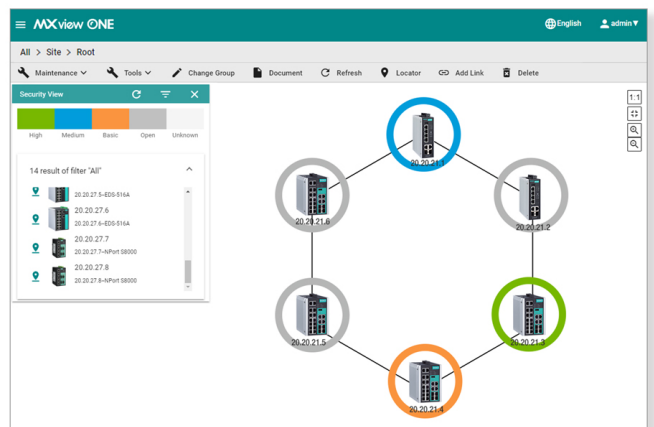 MXview ONE
English
admin
All > Site > Root
Maintenance
Tools
Change Group
Document
Refresh
Locator
Add Link
Delete
Security View
High
Medium
Basic
Open
Unknown
14 result of filter "All"
20.20.27.5-EDS-516A
20.20.27.6
20.20.27.6-EDS-516A
20.20.27.7
20.20.27.7-NPort S8000
20.20.27.8
20.20.27.8-NPort S8000
1:1
20.20.21.1
20.20.21.6
20.20.21.2
20.20.21.5
20.20.21.3
20.20.21.4